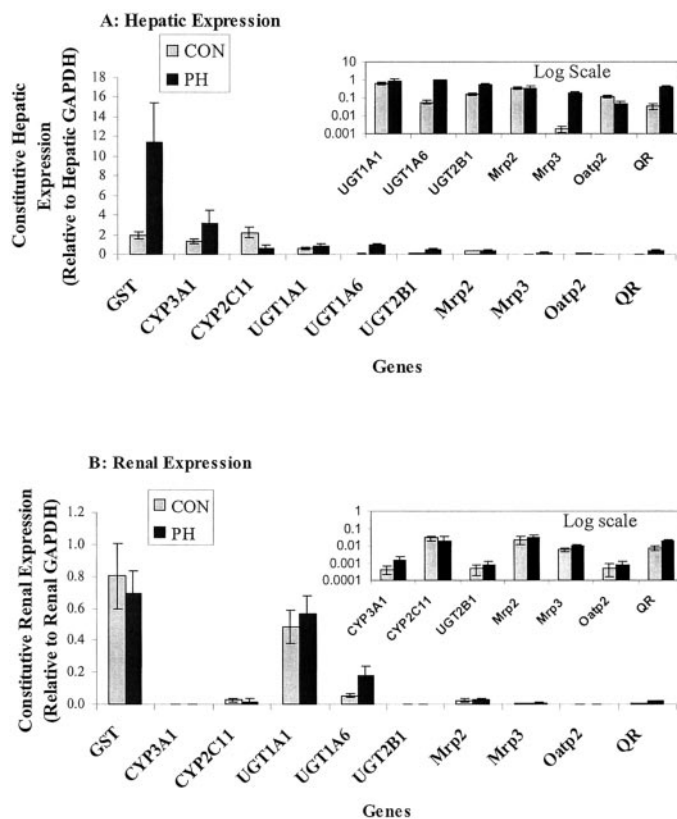 A: Hepatic Expression
CON
PH
Log Scale
1
0.1
0.01
0.001
UGT1A1
UGT1A6
UGT2B1
Mrp2
Mrp3
Oatp2
QR
Constitutive Hepatic
Expression
(Relative to Hepatic GAPDH)
18
16
14
12
10
8
6
4
2
0
GST
CYP3A1
CYP2C11
UGT1A1
UGT1A6
UGT2B1
Mrp2
Mrp3
Oatp2
QR
Genes
B: Renal Expression
CON
PH
Log scale
1
0.1
0.01
0.001
0.0001
CYP3A1
CYP2C11
UGT2B1
Mrp2
Mrp3
Oatp2
QR
Constitutive Renal Expression
(Relative to Renal GAPDH)
1.2
1.0
0.8
0.6
0.4
0.2
0.0
GST
CYP3A1
CYP2C11
UGT1A1
UGT1A6
UGT2B1
Mrp2
Mrp3
Oatp2
QR
Genes